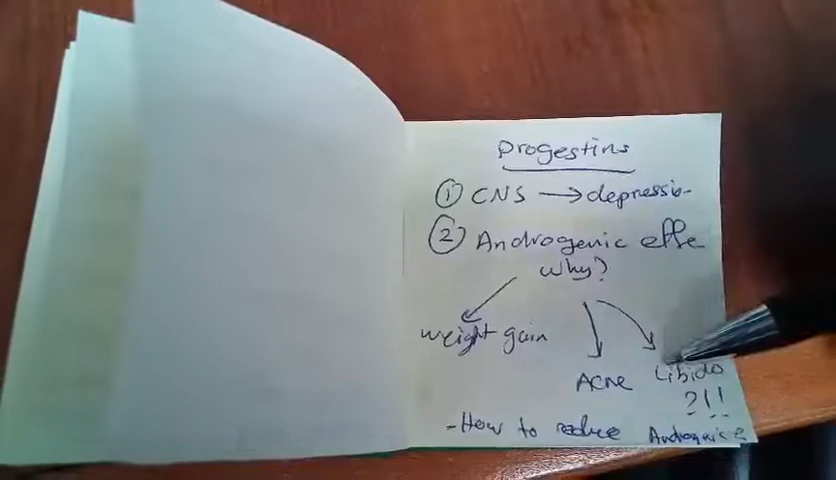 Progestins
① CNS → depressio-
② Androgenic effe
why?
weight gain
Acne
Libido
?!!
-How to reduce Androgenic?